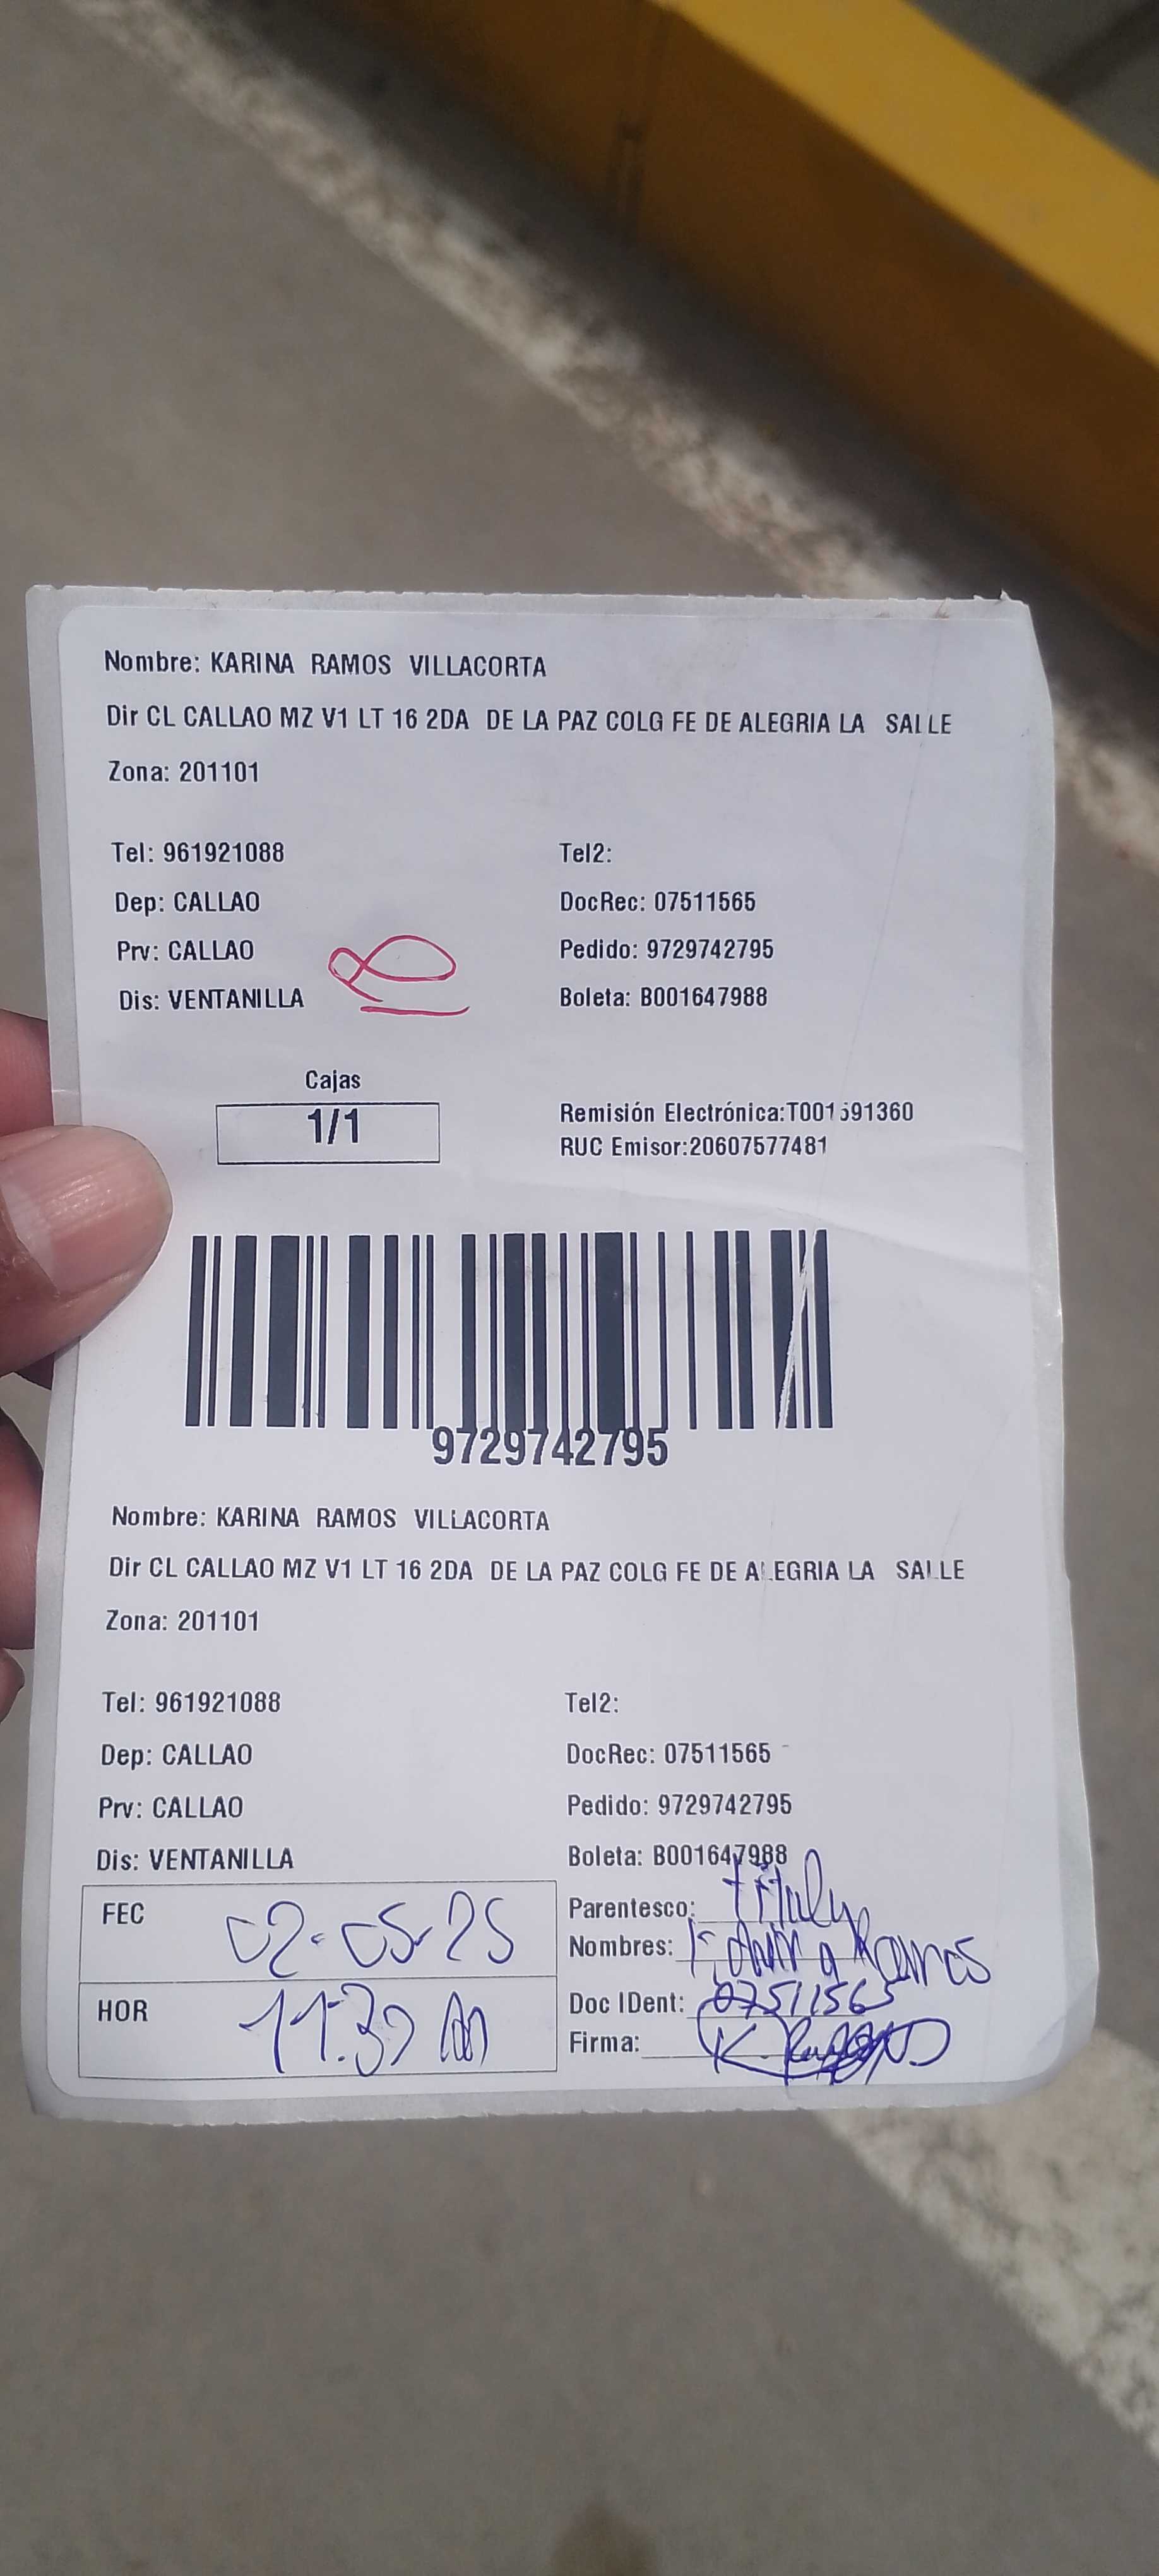 Nombre: KARINA RAMOS VILLACORTA
Dir CL CALLAO MZ V1 LT 16 2DA DE LA PAZ COLG FE DE ALEGRIA LA SALLE
Zona: 201101
Tel: 961921088 Tel2:
Dep: CALLAO DocRec: 07511565
Prv: CALLAO Pedido: 9729742795
Dis: VENTANILLA Boleta: B001647988
Cajas
1/1
Remisión Electrónica:T001591360
RUC Emisor:20607577481
9729742795
Nombre: KARINA RAMOS VILLACORTA
Dir CL CALLAO MZ V1 LT 16 2DA DE LA PAZ COLG FE DE ALEGRIA LA SALLE
Zona: 201101
Tel: 961921088 Tel2:
Dep: CALLAO DocRec: 07511565
Prv: CALLAO Pedido: 9729742795
Dis: VENTANILLA Boleta: B001647988
FEC 02-05-25
HOR 11:39
Parentesco:
Nombres: Ramos
Doc IDent: 07511565
Firma: